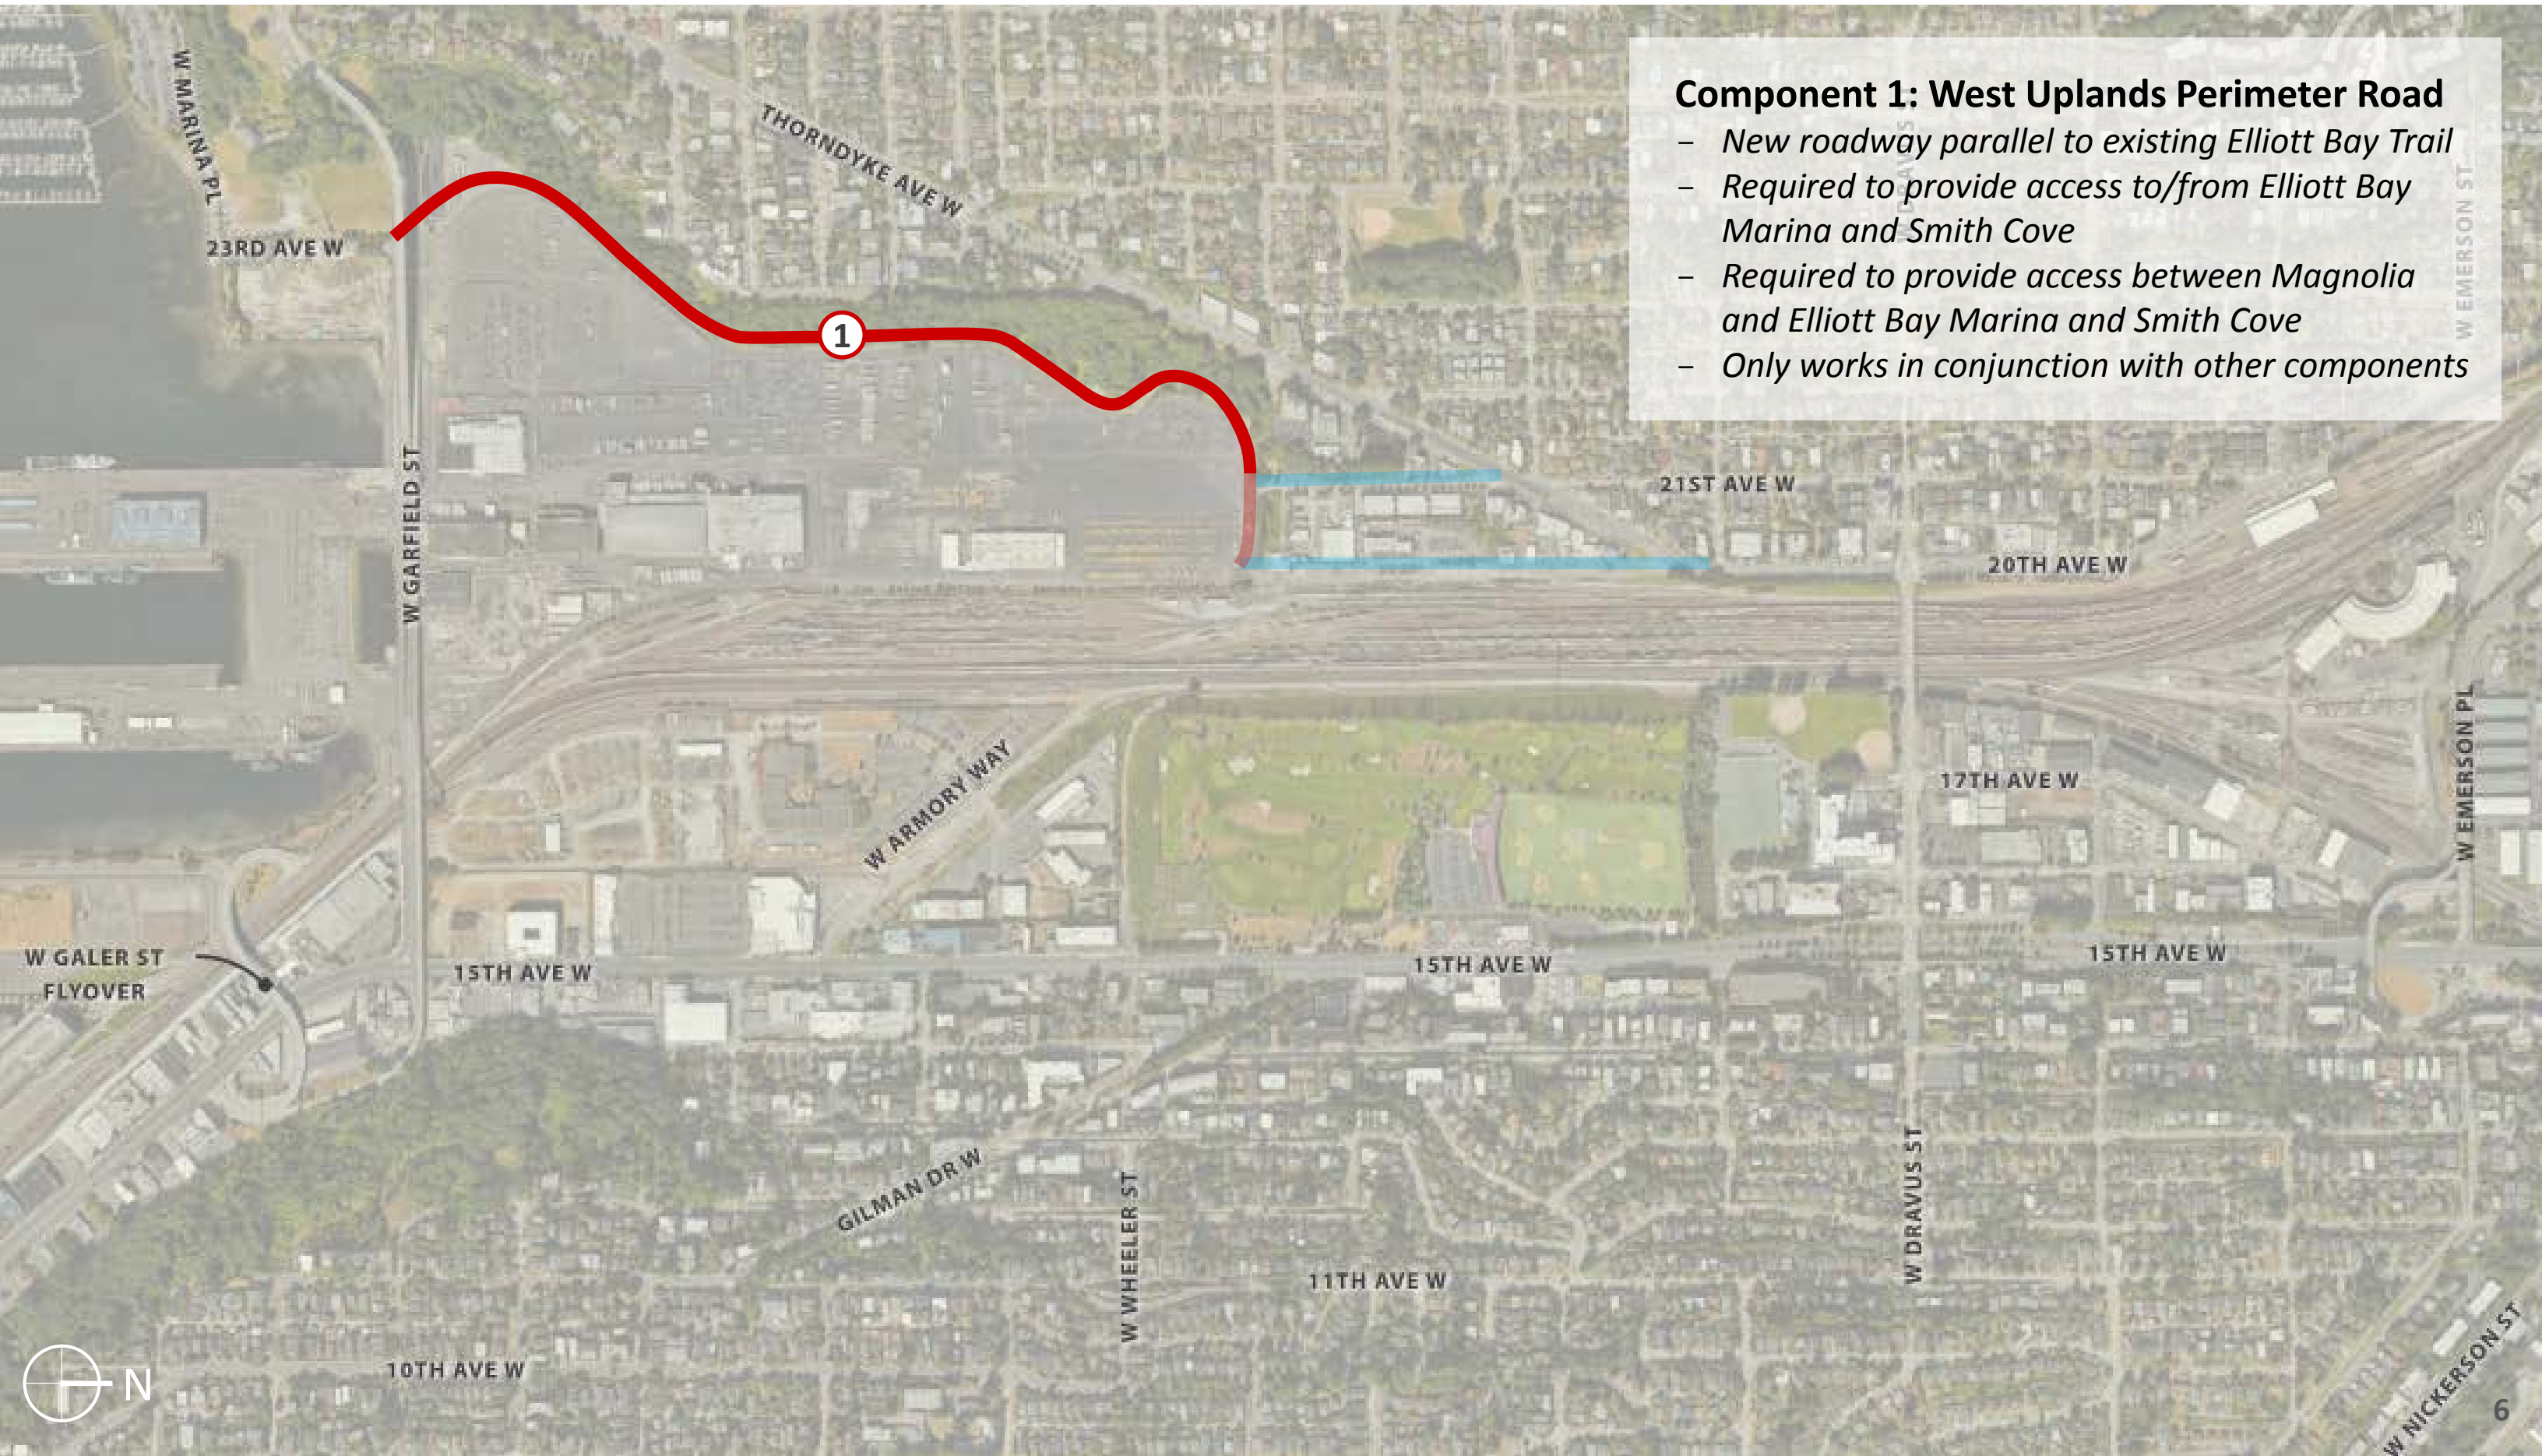 Component 1: West Uplands Perimeter Road
– New roadway parallel to existing Elliott Bay Trail
– Required to provide access to/from Elliott Bay
Marina and Smith Cove
– Required to provide access between Magnolia
and Elliott Bay Marina and Smith Cove
– Only works in conjunction with other components
W MARINA PL
THORNDYKE AVE W
W EMERSON ST
23RD AVE W
1
W GARFIELD ST
21ST AVE W
20TH AVE W
W ARMORY WAY
17TH AVE W
W EMERSON PL
W GALER ST
FLYOVER
15TH AVE W
15TH AVE W
15TH AVE W
GILMAN DR W
W WHEELER ST
W DRAVUS ST
11TH AVE W
10TH AVE W
W NICKERSON ST
N
6